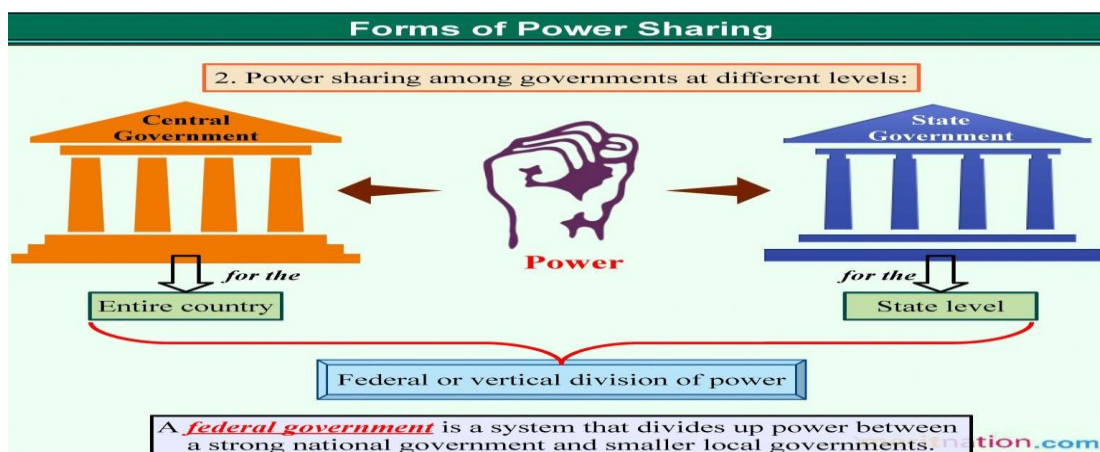 Forms of Power Sharing
2. Power sharing among governments at different levels:
Central
Government
State
Government
Power
for the
for the
Entire country
State level
Federal or vertical division of power
A federal government is a system that divides up power between
a strong national government and smaller local governments.
nation.com